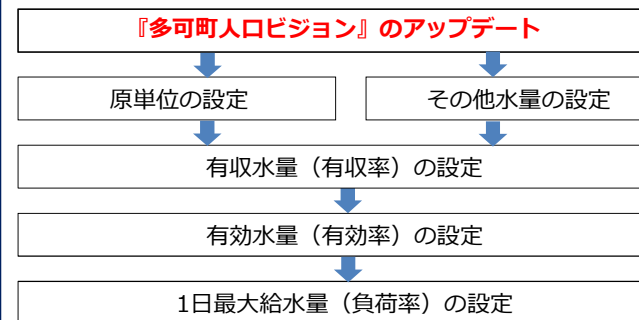 『多可町人口ビジョン』のアップデート
原単位の設定
その他水量の設定
有収水量（有収率）の設定
有効水量（有効率）の設定
1日最大給水量（負荷率）の設定